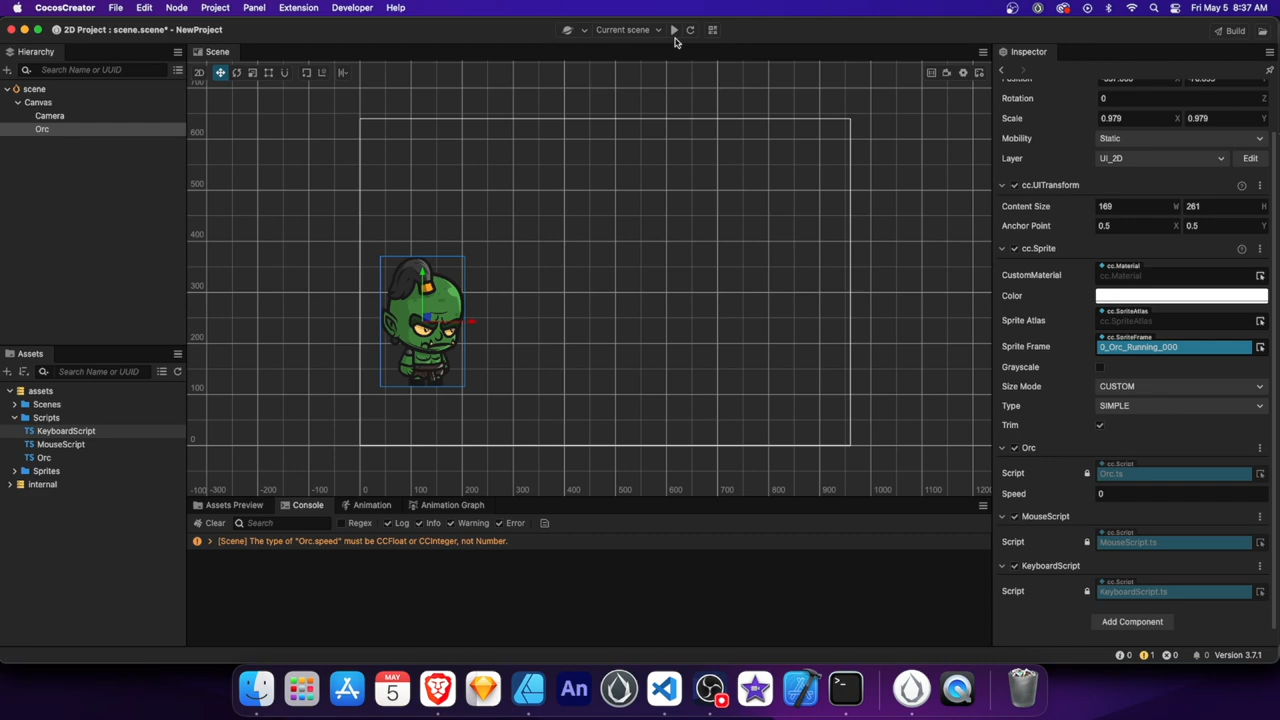 CocosCreator File Edit Node Project Panel Extension Developer Help Fri May 5 8:37 AM
2D Project : scene.scene* - NewProject Current scene Build
Hierarchy
Search Name or UUID
scene
Canvas
Camera
Orc
Assets
Search Name or UUID
assets
Scenes
Scripts
TS KeyboardScript
TS MouseScript
TS Orc
Sprites
internal
Scene
2D
600
500
400
300
200
100
0
-100 -300 -200 -100 0 100 200 300 400 500 600 700 800 900 1000 1200
Assets Preview Console Animation Animation Graph
Clear Search Regex Log Info Warning Error
[Scene] The type of "Orc.speed" must be CCFloat or CCInteger, not Number.
Inspector
Rotation 0 Z
Scale 0.979 X 0.979 Y
Mobility Static
Layer UI_2D Edit
cc.UITransform
Content Size 169 W 261 H
Anchor Point 0.5 X 0.5 Y
cc.Sprite
cc.Material
CustomMaterial cc.Material
Color
cc.SpriteAtlas
Sprite Atlas cc.SpriteAtlas
cc.SpriteFrame
Sprite Frame 0_Orc_Running_000
Grayscale
Size Mode CUSTOM
Type SIMPLE
Trim
Orc
cc.Script
Script Orc.ts
Speed 0
MouseScript
cc.Script
Script MouseScript.ts
KeyboardScript
cc.Script
Script KeyboardScript.ts
Add Component
0 1 0 0 Version 3.7.1
MAY
5
An